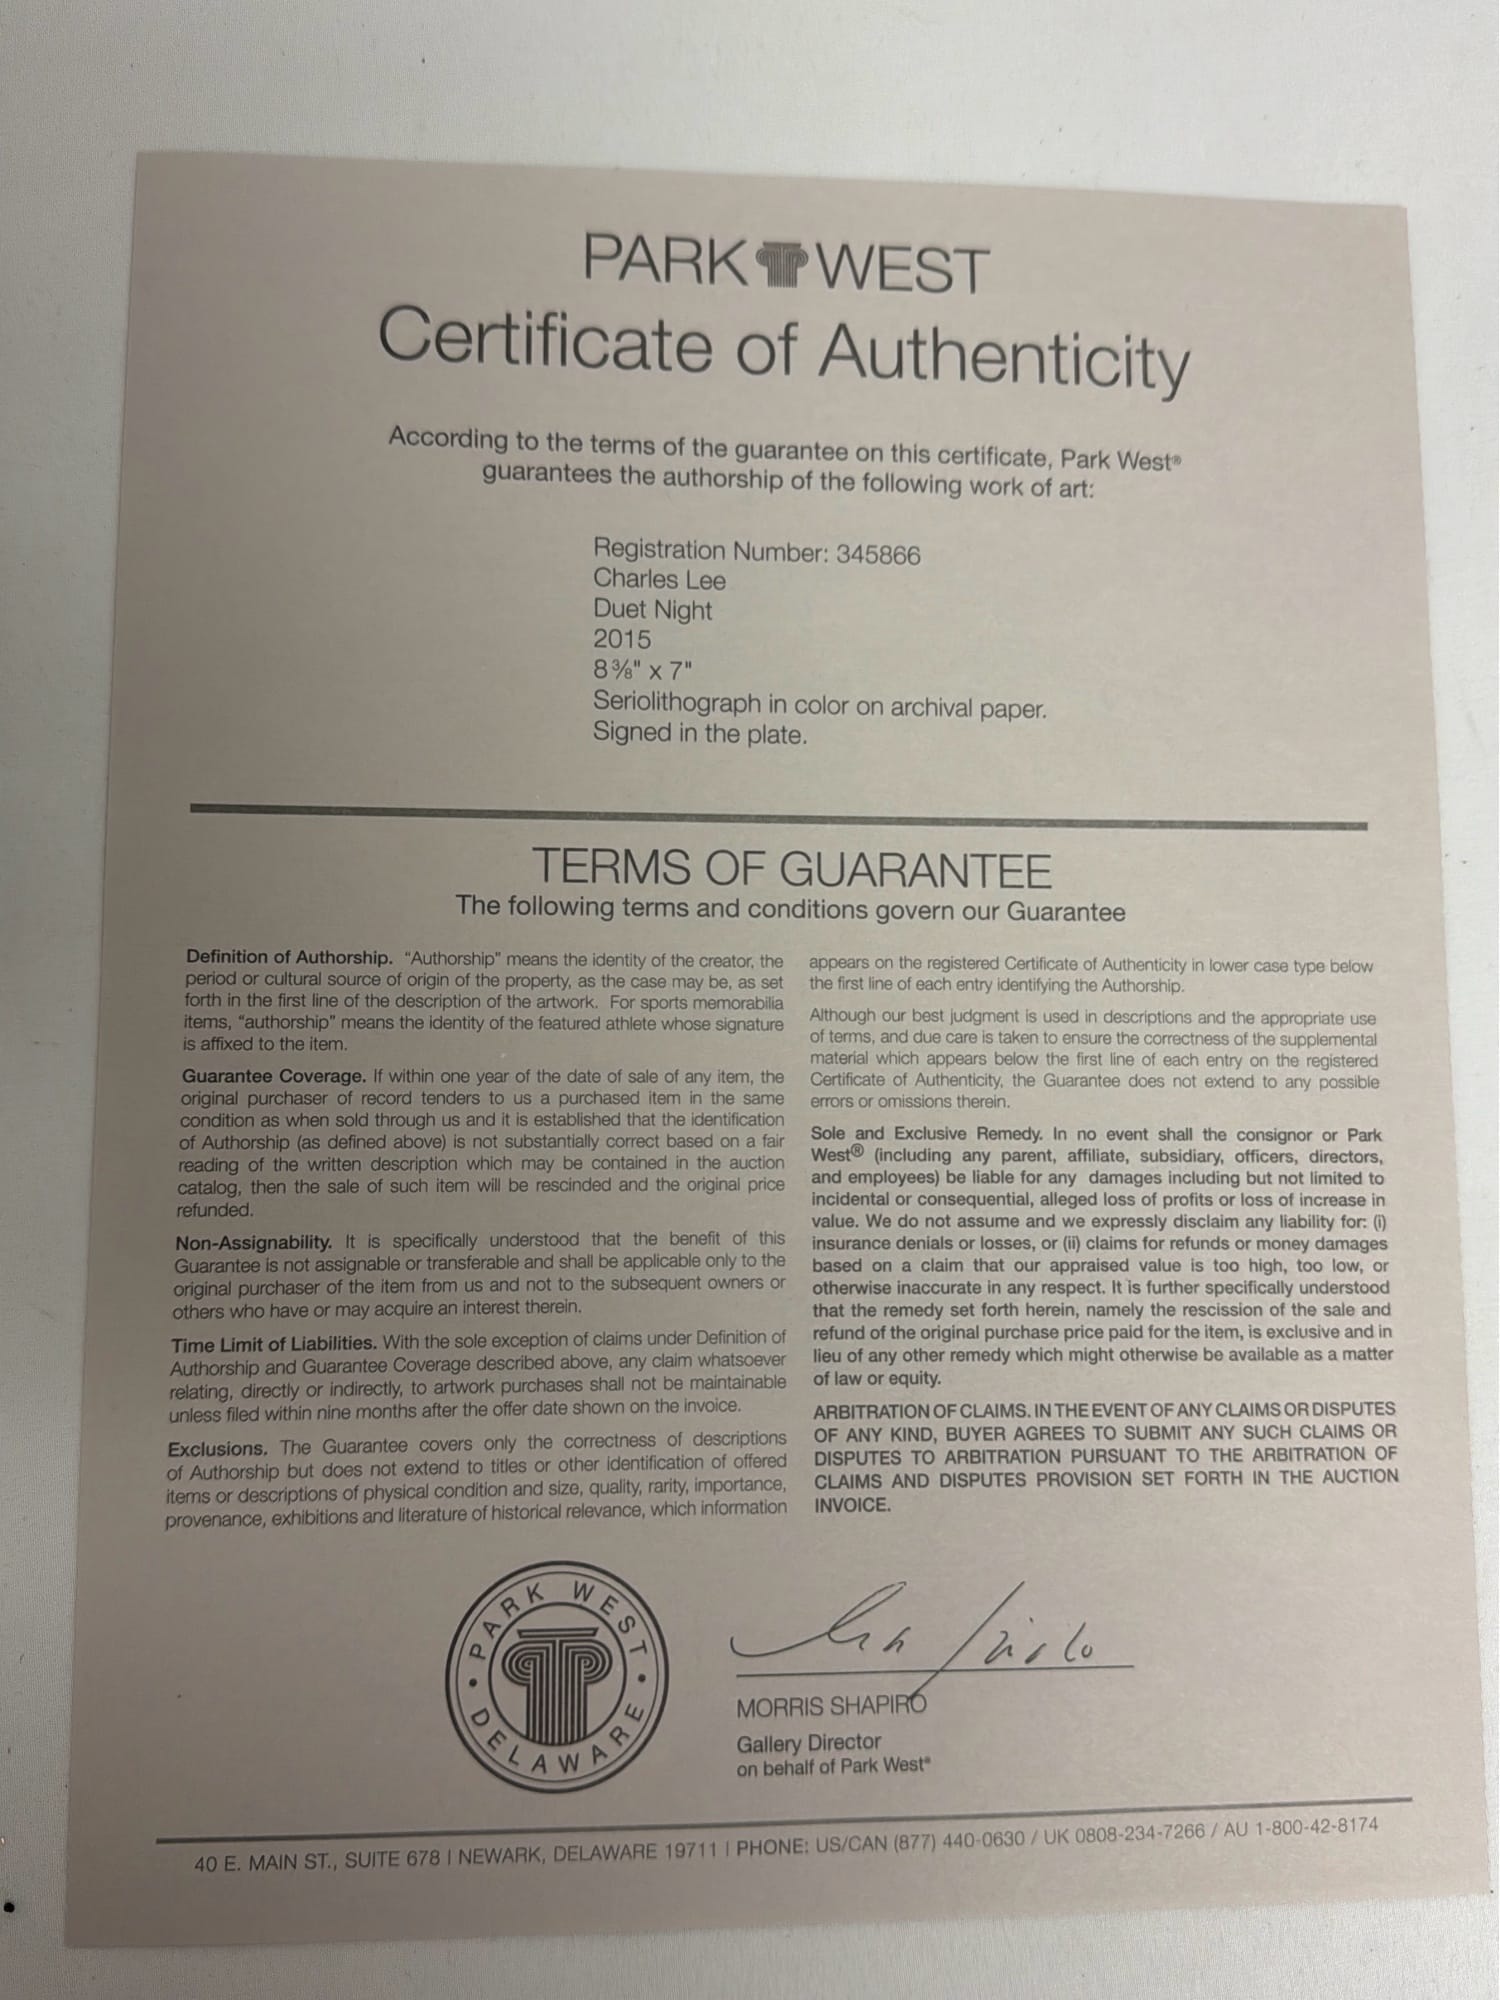 PARK WEST
Certificate of Authenticity
According to the terms of the guarantee on this certificate, Park West®
guarantees the authorship of the following work of art:
Registration Number: 345866
Charles Lee
Duet Night
2015
8 ⅜" x 7"
Seriolithograph in color on archival paper.
Signed in the plate.
TERMS OF GUARANTEE
The following terms and conditions govern our Guarantee
Definition of Authorship. “Authorship” means the identity of the creator, the
period or cultural source of origin of the property, as the case may be, as set
forth in the first line of the description of the artwork. For sports memorabilia
items, “authorship” means the identity of the featured athlete whose signature
is affixed to the item.
Guarantee Coverage. If within one year of the date of sale of any item, the
original purchaser of record tenders to us a purchased item in the same
condition as when sold through us and it is established that the identification
of Authorship (as defined above) is not substantially correct based on a fair
reading of the written description which may be contained in the auction
catalog, then the sale of such item will be rescinded and the original price
refunded.
Non-Assignability. It is specifically understood that the benefit of this
Guarantee is not assignable or transferable and shall be applicable only to the
original purchaser of the item from us and not to the subsequent owners or
others who have or may acquire an interest therein.
Time Limit of Liabilities. With the sole exception of claims under Definition of
Authorship and Guarantee Coverage described above, any claim whatsoever
relating, directly or indirectly, to artwork purchases shall not be maintainable
unless filed within nine months after the offer date shown on the invoice.
Exclusions. The Guarantee covers only the correctness of descriptions
of Authorship but does not extend to titles or other identification of offered
items or descriptions of physical condition and size, quality, rarity, importance,
provenance, exhibitions and literature of historical relevance, which information
appears on the registered Certificate of Authenticity in lower case type below
the first line of each entry identifying the Authorship.
Although our best judgment is used in descriptions and the appropriate use
of terms, and due care is taken to ensure the correctness of the supplemental
material which appears below the first line of each entry on the registered
Certificate of Authenticity, the Guarantee does not extend to any possible
errors or omissions therein.
Sole and Exclusive Remedy. In no event shall the consignor or Park
West® (including any parent, affiliate, subsidiary, officers, directors,
and employees) be liable for any damages including but not limited to
incidental or consequential, alleged loss of profits or loss of increase in
value. We do not assume and we expressly disclaim any liability for: (i)
insurance denials or losses, or (ii) claims for refunds or money damages
based on a claim that our appraised value is too high, too low, or
otherwise inaccurate in any respect. It is further specifically understood
that the remedy set forth herein, namely the rescission of the sale and
refund of the original purchase price paid for the item, is exclusive and in
lieu of any other remedy which might otherwise be available as a matter
of law or equity.
ARBITRATION OF CLAIMS. IN THE EVENT OF ANY CLAIMS OR DISPUTES
OF ANY KIND, BUYER AGREES TO SUBMIT ANY SUCH CLAIMS OR
DISPUTES TO ARBITRATION PURSUANT TO THE ARBITRATION OF
CLAIMS AND DISPUTES PROVISION SET FORTH IN THE AUCTION
INVOICE.
PARK WEST
DELAWARE
MORRIS SHAPIRO
Gallery Director
on behalf of Park West®
40 E. MAIN ST., SUITE 678 | NEWARK, DELAWARE 19711 | PHONE: US/CAN (877) 440-0630 / UK 0808-234-7266 / AU 1-800-42-8174